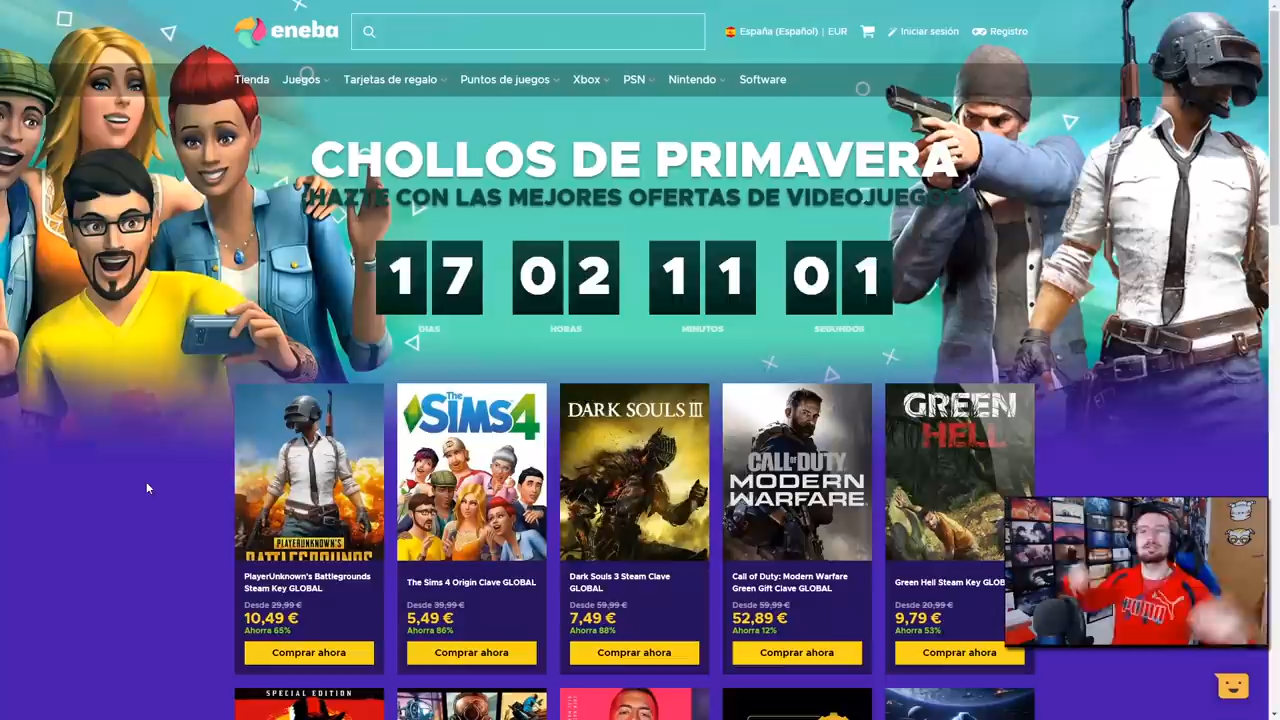 eneba
España (Español) | EUR
Iniciar sesión
Registro
Tienda
Juegos
Tarjetas de regalo
Puntos de juegos
Xbox
PSN
Nintendo
Software
CHOLLOS DE PRIMAVERA
¡HAZTE CON LAS MEJORES OFERTAS DE VIDEOJUEGOS!
17 02 11 01
DÍAS HORAS MINUTOS SEGUNDOS
PLAYERUNKNOWN'S
BATTLEGROUNDS
The SIMS 4
DARK SOULS III
CALL OF DUTY
MODERN
WARFARE
GREEN
HELL
PlayerUnknown's Battlegrounds
Steam Key GLOBAL
Desde 29,99 €
10,49 €
Ahorra 65%
Comprar ahora
The Sims 4 Origin Clave GLOBAL
Desde 39,99 €
5,49 €
Ahorra 86%
Comprar ahora
Dark Souls 3 Steam Clave
GLOBAL
Desde 59,99 €
7,49 €
Ahorra 88%
Comprar ahora
Call of Duty: Modern Warfare
Green Gift Clave GLOBAL
Desde 59,99 €
52,89 €
Ahorra 12%
Comprar ahora
Green Hell Steam Key GLOB
Desde 20,99 €
9,79 €
Ahorra 53%
Comprar ahora
PUMA
SPECIAL EDITION